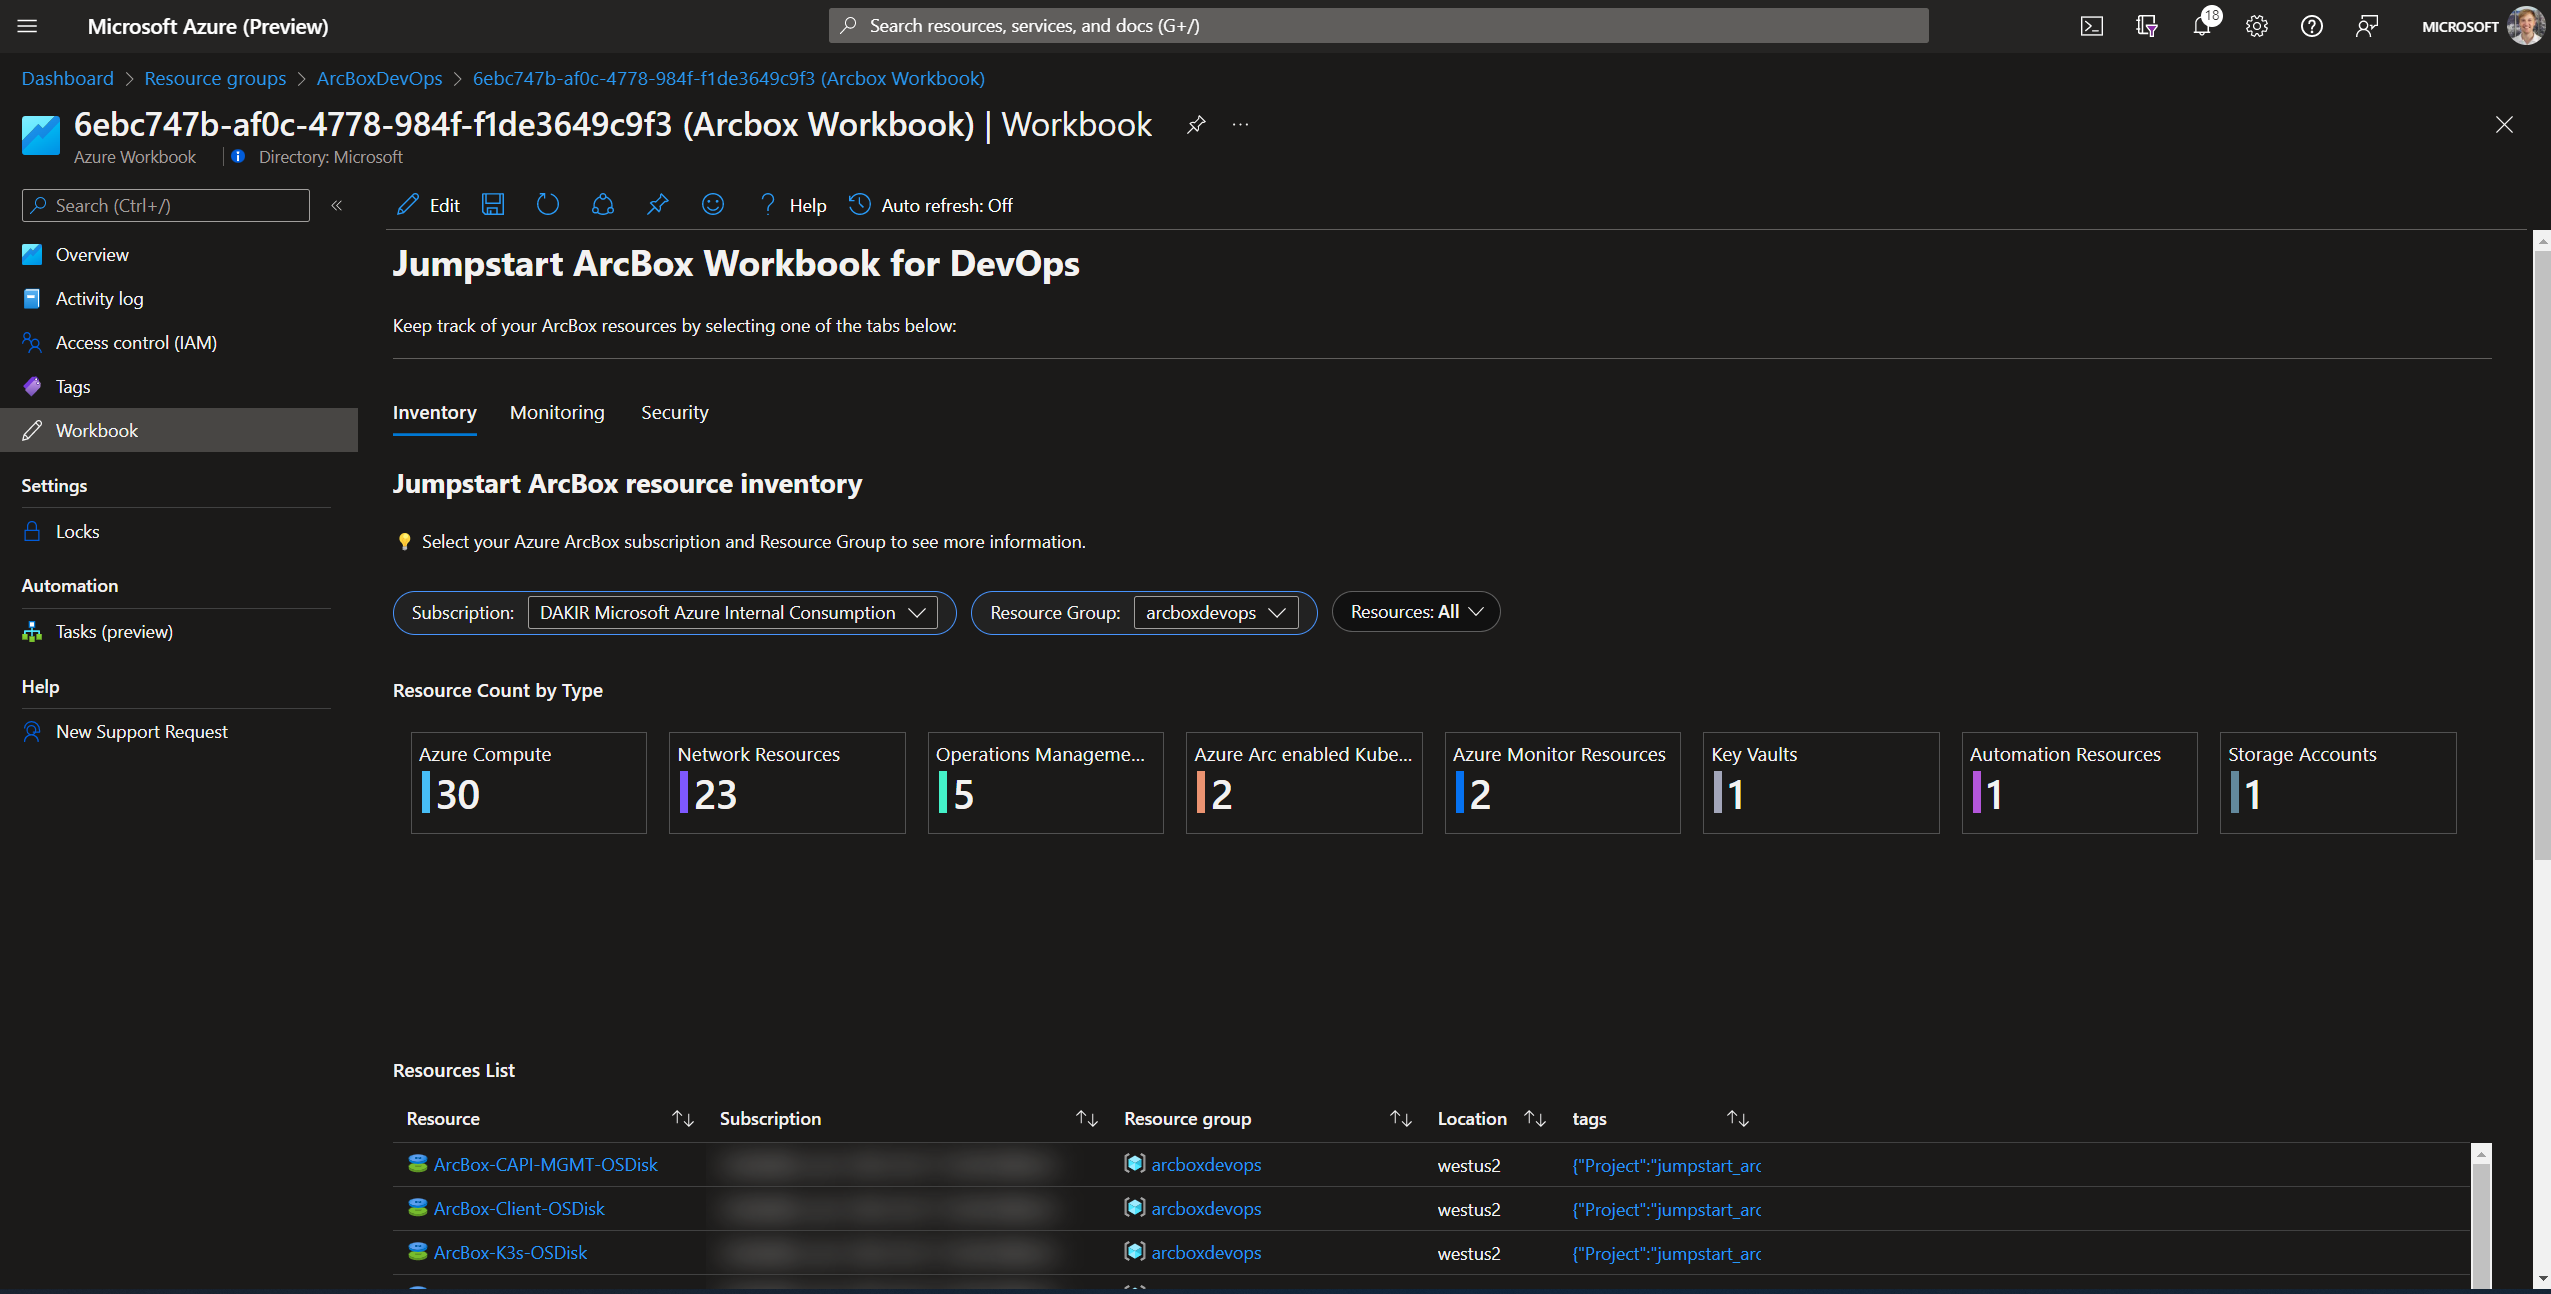 Microsoft Azure (Preview)
Search resources, services, and docs (G+/)
18
MICROSOFT
Dashboard > Resource groups > ArcBoxDevOps > 6ebc747b-af0c-4778-984f-f1de3649c9f3 (Arcbox Workbook)
6ebc747b-af0c-4778-984f-f1de3649c9f3 (Arcbox Workbook) | Workbook
Azure Workbook | Directory: Microsoft
Search (Ctrl+/)
«
Edit
Help
Auto refresh: Off
Overview
Activity log
Access control (IAM)
Tags
Workbook
Settings
Locks
Automation
Tasks (preview)
Help
New Support Request
Jumpstart ArcBox Workbook for DevOps
Keep track of your ArcBox resources by selecting one of the tabs below:
Inventory Monitoring Security
Jumpstart ArcBox resource inventory
💡 Select your Azure ArcBox subscription and Resource Group to see more information.
Subscription: DAKIR Microsoft Azure Internal Consumption
Resource Group: arcboxdevops
Resources: All
Resource Count by Type
Azure Compute
30
Network Resources
23
Operations Manageme...
5
Azure Arc enabled Kube...
2
Azure Monitor Resources
2
Key Vaults
1
Automation Resources
1
Storage Accounts
1
Resources List
Resource Subscription Resource group Location tags
ArcBox-CAPI-MGMT-OSDisk arcboxdevops westus2 {"Project":"jumpstart_arc
ArcBox-Client-OSDisk arcboxdevops westus2 {"Project":"jumpstart_arc
ArcBox-K3s-OSDisk arcboxdevops westus2 {"Project":"jumpstart_arc